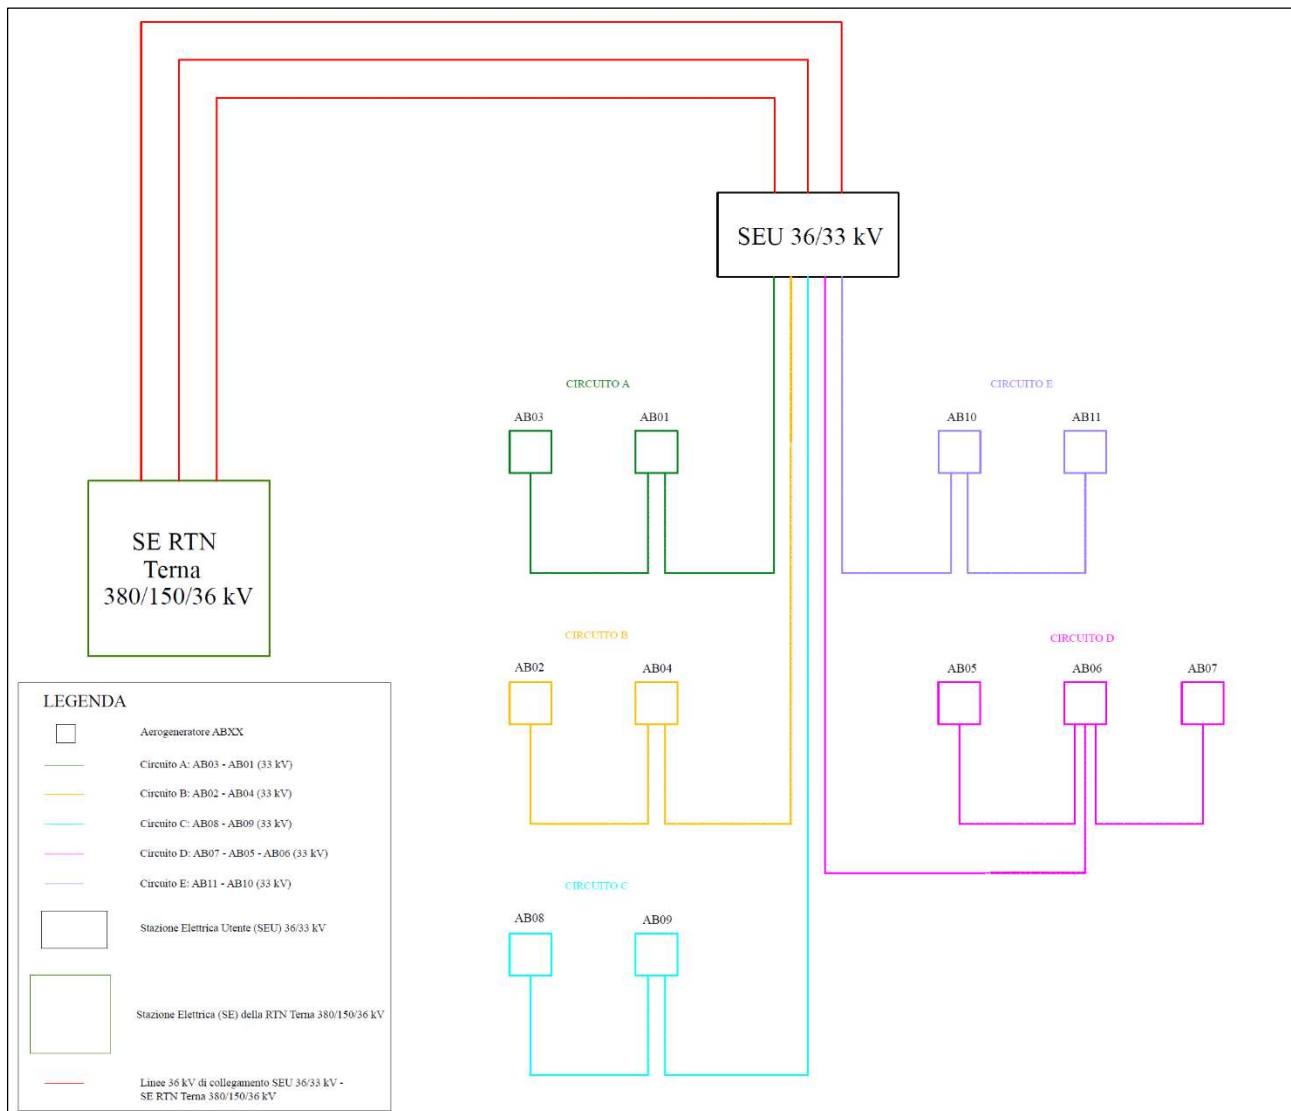 SEU 36/33 kV
CIRCUITO A
CIRCUITO E
AB03
AB01
AB10
AB11
SE RTN
Terna
380/150/36 kV
CIRCUITO B
CIRCUITO D
AB02
AB04
AB05
AB06
AB07
CIRCUITO C
AB08
AB09
LEGENDA
Aerogeneratore ABXX
Circuito A: AB03 - AB01 (33 kV)
Circuito B: AB02 - AB04 (33 kV)
Circuito C: AB08 - AB09 (33 kV)
Circuito D: AB07 - AB05 - AB06 (33 kV)
Circuito E: AB11 - AB10 (33 kV)
Stazione Elettrica Utente (SEU) 36/33 kV
Stazione Elettrica (SE) della RTN Terna 380/150/36 kV
Linee 36 kV di collegamento SEU 36/33 kV -
SE RTN Terna 380/150/36 kV